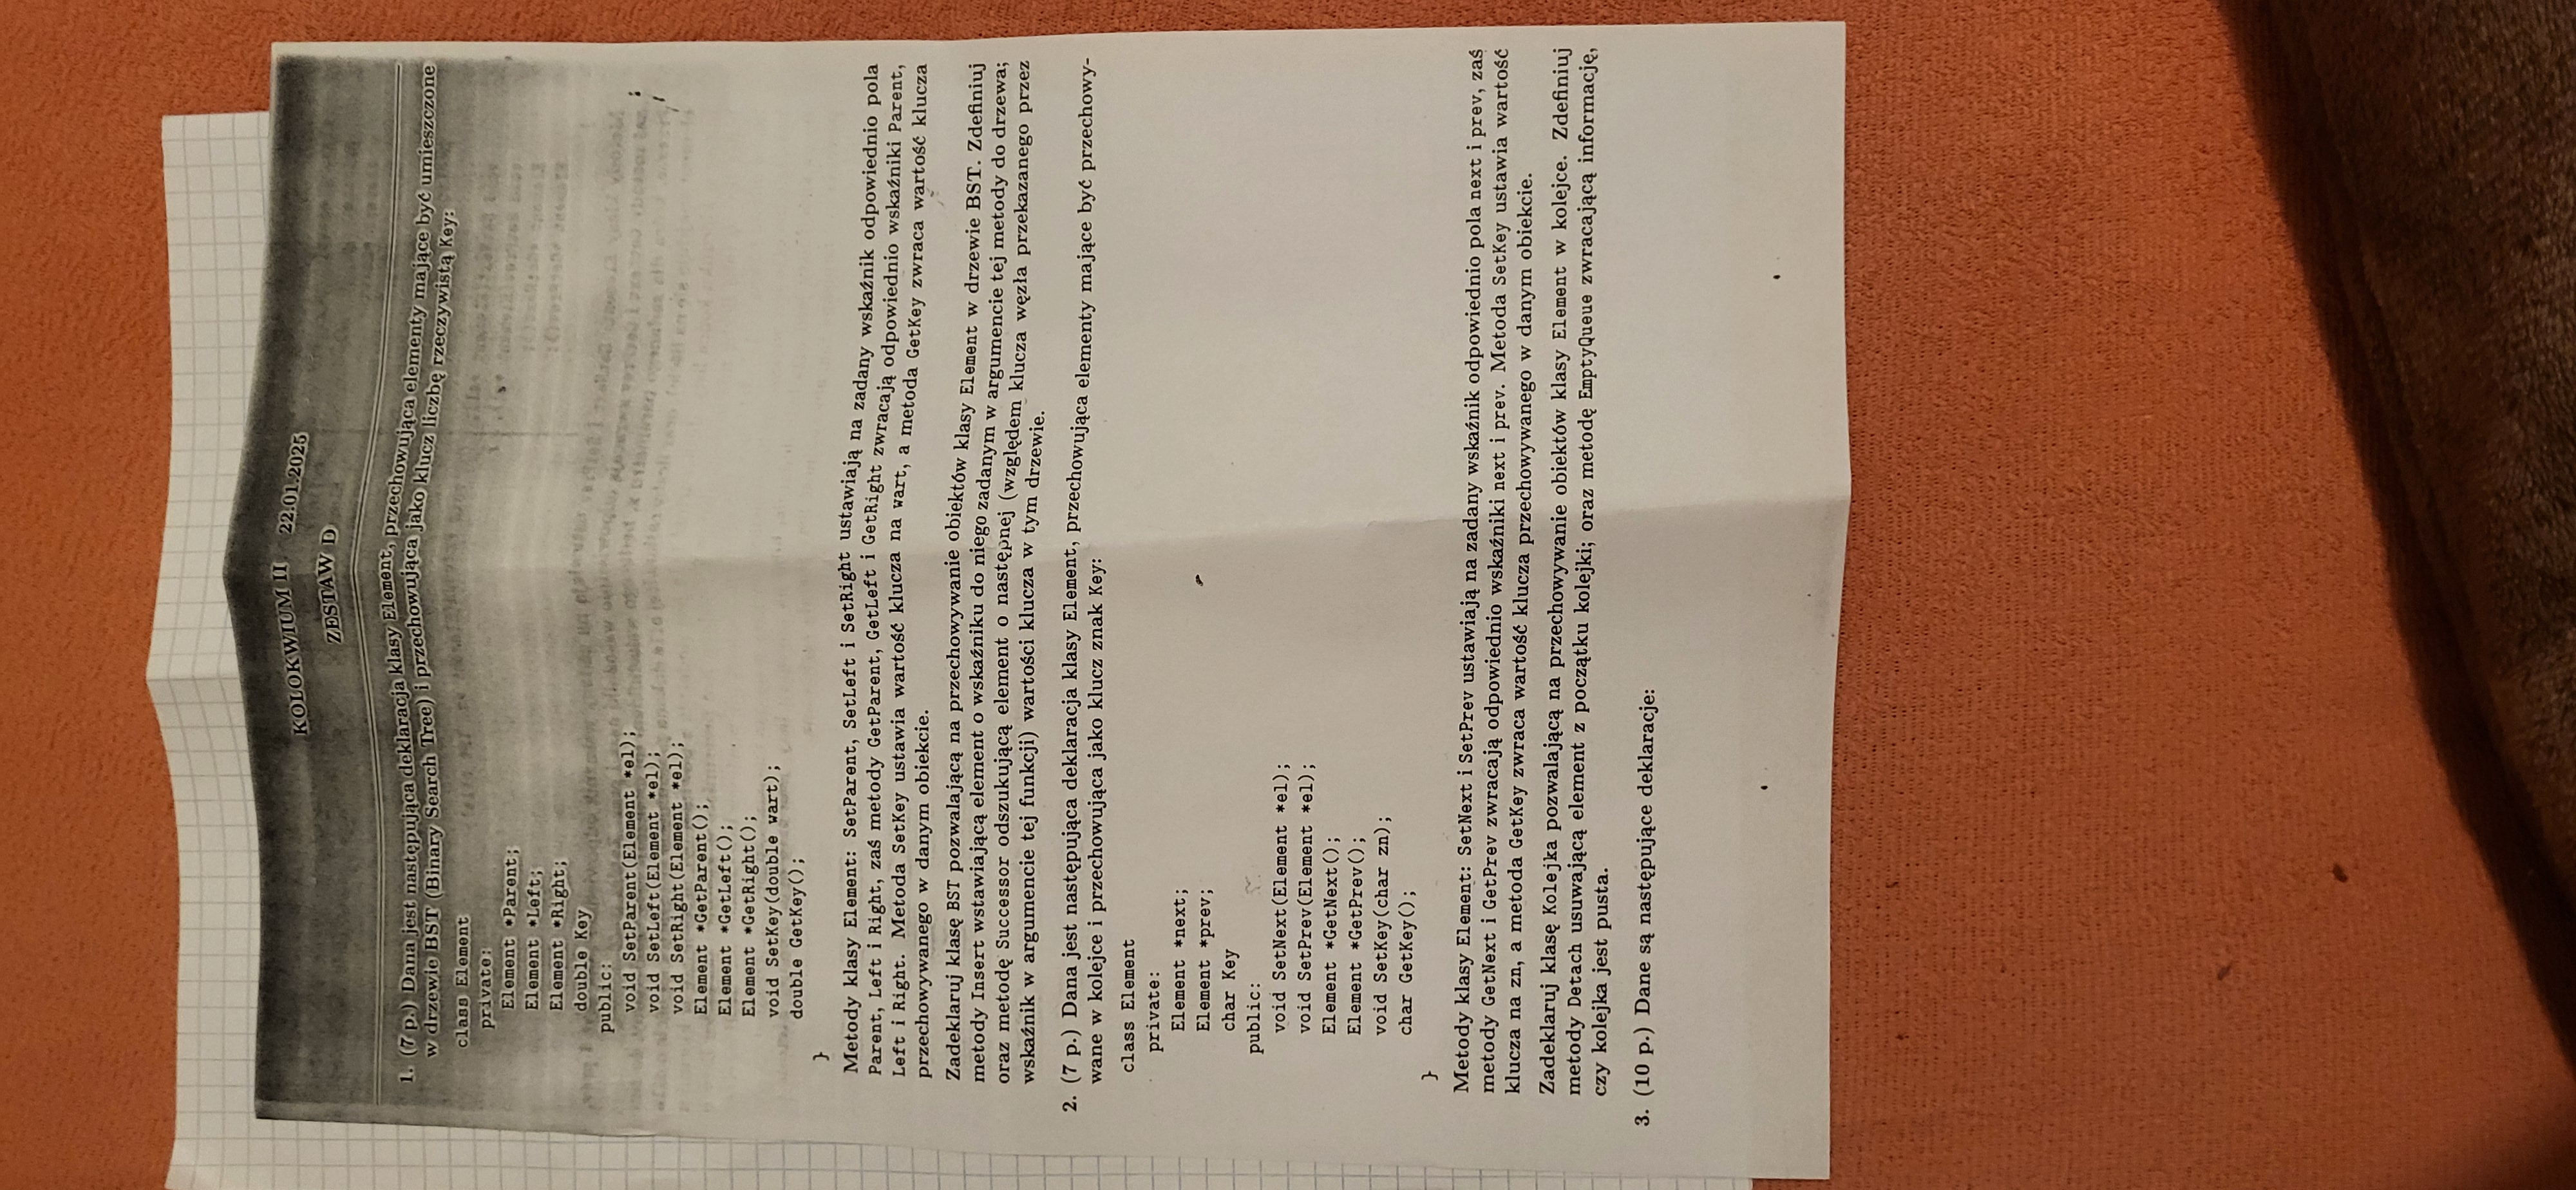 KOLOKWIUM II 22.01.2025
ZESTAW D
1. (7 p.) Dana jest następująca deklaracja klasy Element, przechowująca elementy mające być umieszczone
w drzewie BST (Binary Search Tree) i przechowująca jako klucz liczbę rzeczywistą Key:
class Element
private:
Element *Parent;
Element *Left;
Element *Right;
double Key
public:
void SetParent(Element *el);
void SetLeft(Element *el);
void SetRight(Element *el);
Element *GetParent();
Element *GetLeft();
Element *GetRight();
void SetKey(double wart);
double GetKey();
}
Metody klasy Element: SetParent, SetLeft i SetRight ustawiają na zadany wskaźnik odpowiednio pola
Parent, Left i Right, zaś metody GetParent, GetLeft i GetRight zwracają odpowiednio wskaźniki Parent,
Left i Right. Metoda SetKey ustawia wartość klucza na wart, a metoda GetKey zwraca wartość klucza
przechowywanego w danym obiekcie.
Zadeklaruj klasę BST pozwalającą na przechowywanie obiektów klasy Element w drzewie BST. Zdefiniuj
metody Insert wstawiającą element o wskaźniku do niego zadanym w argumencie tej metody do drzewa;
oraz metodę Successor odszukującą element o następnej (względem klucza węzła przekazanego przez
wskaźnik w argumencie tej funkcji) wartości klucza w tym drzewie.
2. (7 p.) Dana jest następująca deklaracja klasy Element, przechowująca elementy mające być przechowy-
wane w kolejce i przechowująca jako klucz znak Key:
class Element
private:
Element *next;
Element *prev;
char Key
public:
void SetNext(Element *el);
void SetPrev(Element *el);
Element *GetNext();
Element *GetPrev();
void SetKey(char zn);
char GetKey();
}
Metody klasy Element: SetNext i SetPrev ustawiają na zadany wskaźnik odpowiednio pola next i prev, zaś
metody GetNext i GetPrev zwracają odpowiednio wskaźniki next i prev. Metoda SetKey ustawia wartość
klucza na zn, a metoda GetKey zwraca wartość klucza przechowywanego w danym obiekcie.
Zadeklaruj klasę Kolejka pozwalającą na przechowywanie obiektów klasy Element w kolejce. Zdefiniuj
metody Detach usuwającą element z początku kolejki; oraz metodę EmptyQueue zwracającą informację,
czy kolejka jest pusta.
3. (10 p.) Dane są następujące deklaracje: